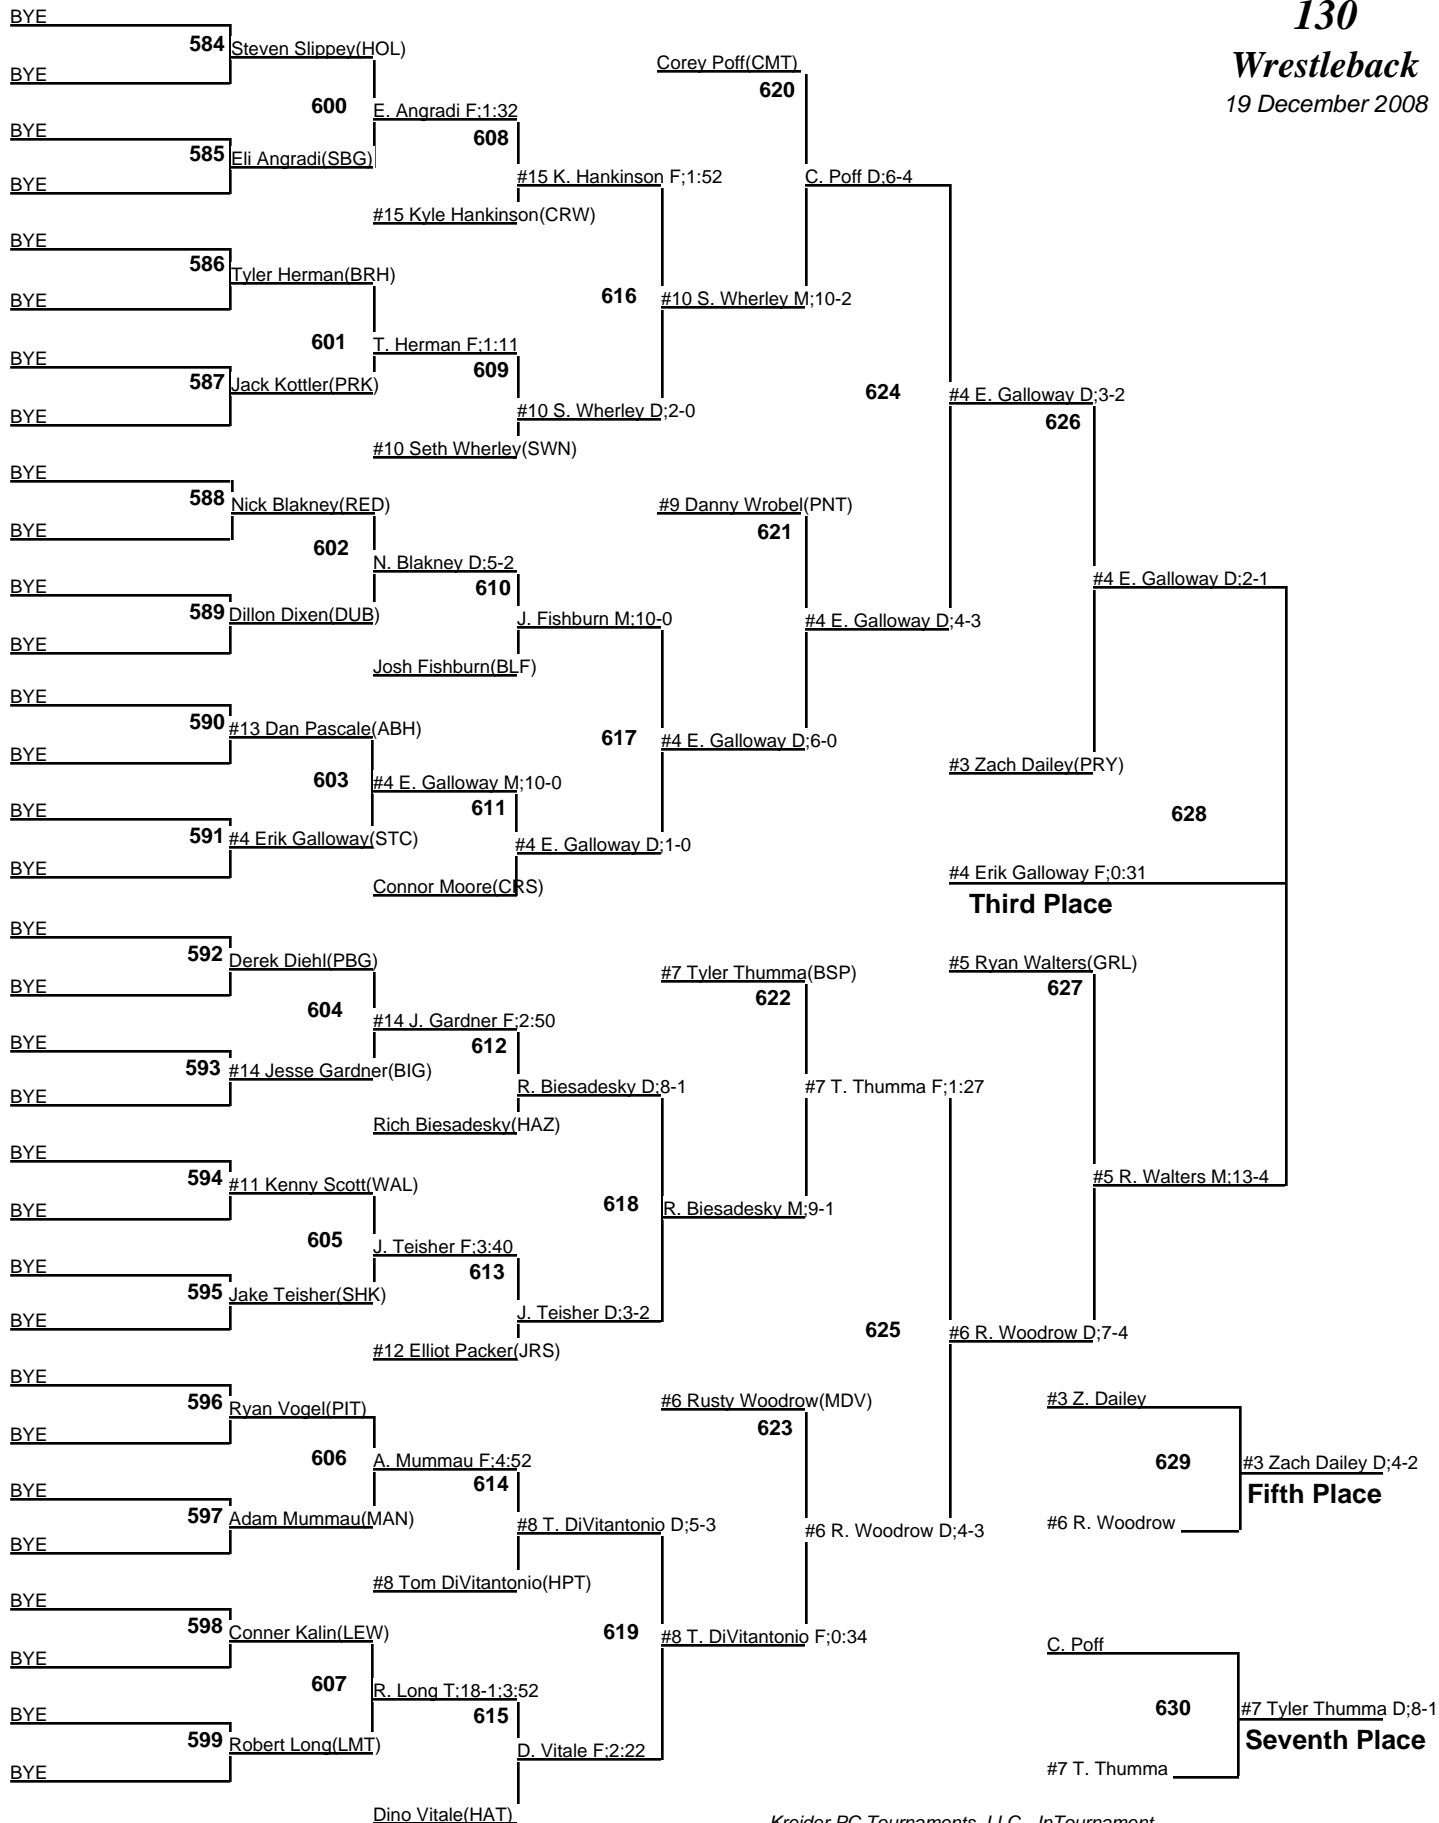 130
Wrestleback
19 December 2008
BYE
584
BYE
Steven Slippey(HOL)
600
E. Angradi F;1:32
BYE
585
BYE
Eli Angradi(SBG)
608
#15 K. Hankinson F;1:52
#15 Kyle Hankinson(CRW)
BYE
586
BYE
Tyler Herman(BRH)
601
T. Herman F;1:11
BYE
587
BYE
Jack Kottler(PRK)
609
#10 S. Wherley D;2-0
#10 Seth Wherley(SWN)
616
#10 S. Wherley M;10-2
Corey Poff(CMT)
620
C. Poff D;6-4
BYE
588
BYE
Nick Blakney(RED)
602
N. Blakney D;5-2
BYE
589
BYE
Dillon Dixen(DUB)
610
J. Fishburn M;10-0
Josh Fishburn(BLF)
BYE
590
BYE
#13 Dan Pascale(ABH)
603
#4 E. Galloway M;10-0
BYE
591
BYE
#4 Erik Galloway(STC)
611
#4 E. Galloway D;1-0
Connor Moore(CRS)
617
#4 E. Galloway D;6-0
#9 Danny Wrobel(PNT)
621
#4 E. Galloway D;4-3
624
#4 E. Galloway D;3-2
626
#4 E. Galloway D;2-1
#3 Zach Dailey(PRY)
628
#4 Erik Galloway F;0:31
Third Place
BYE
592
BYE
Derek Diehl(PBG)
604
#14 J. Gardner F;2:50
BYE
593
BYE
#14 Jesse Gardner(BIG)
612
R. Biesadesky D;8-1
Rich Biesadesky(HAZ)
BYE
594
BYE
#11 Kenny Scott(WAL)
605
J. Teisher F;3:40
BYE
595
BYE
Jake Teisher(SHK)
613
J. Teisher D;3-2
#12 Elliot Packer(JRS)
618
R. Biesadesky M;9-1
#7 Tyler Thumma(BSP)
622
#7 T. Thumma F;1:27
#5 Ryan Walters(GRL)
627
#5 R. Walters M;13-4
625
#6 R. Woodrow D;7-4
BYE
596
BYE
Ryan Vogel(PIT)
606
A. Mummau F;4:52
BYE
597
BYE
Adam Mummau(MAN)
614
#8 T. DiVitantonio D;5-3
#8 Tom DiVitantonio(HPT)
BYE
598
BYE
Conner Kalin(LEW)
607
R. Long T;18-1;3:52
BYE
599
BYE
Robert Long(LMT)
615
D. Vitale F;2:22
Dino Vitale(HAT)
619
#8 T. DiVitantonio F;0:34
#6 Rusty Woodrow(MDV)
623
#6 R. Woodrow D;4-3
#3 Z. Dailey
629
#3 Zach Dailey D;4-2
Fifth Place
#6 R. Woodrow
C. Poff
630
#7 Tyler Thumma D;8-1
Seventh Place
#7 T. Thumma
Kreider PC Tournaments, LLC - InTournament